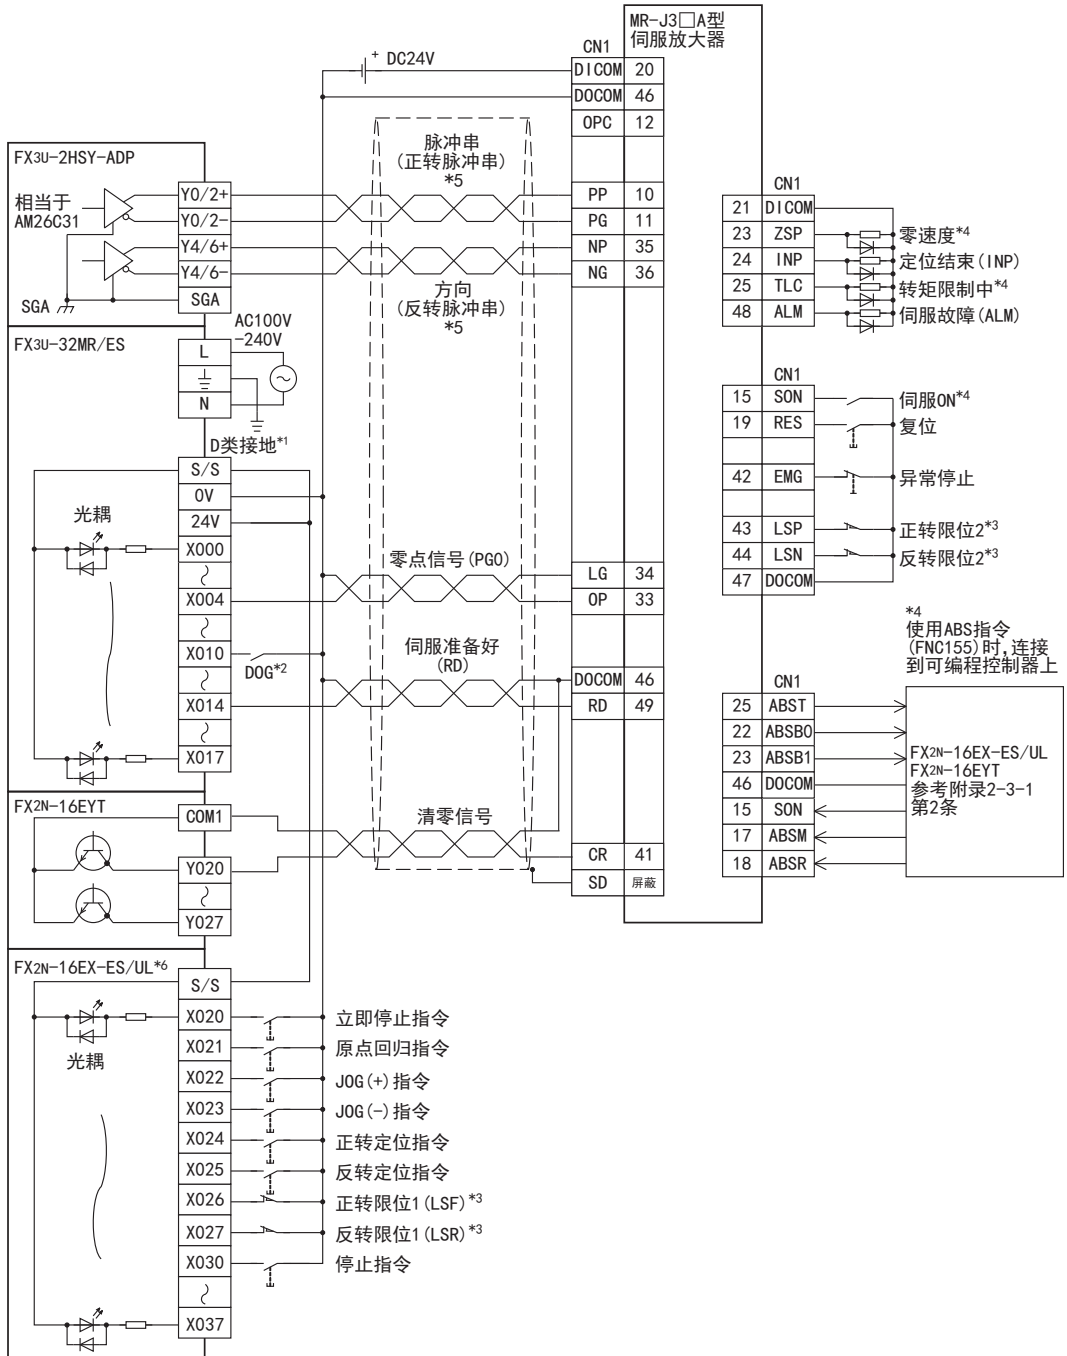 MR-J3□A型
伺服放大器
CN1
DICOM 20
DOCOM 46
OPC 12
PP 10
PG 11
NP 35
NG 36
LG 34
OP 33
DOCOM 46
RD 49
CR 41
SD 屏蔽
+ DC24V
脉冲串
(正转脉冲串)
*5
方向
(反转脉冲串)
*5
零点信号(PG0)
伺服准备好
(RD)
清零信号
FX3U-2HSY-ADP
相当于
AM26C31
Y0/2+
Y0/2-
Y4/6+
Y4/6-
SGA
SGA
FX3U-32MR/ES
AC100V
-240V
L
N
D类接地*1
S/S
0V
24V
光耦
X000
X004
X010
DOG*2
X014
X017
FX2N-16EYT
COM1
Y020
Y027
FX2N-16EX-ES/UL*6
S/S
X020 立即停止指令
光耦
X021 原点回归指令
X022 JOG(+)指令
X023 JOG(-)指令
X024 正转定位指令
X025 反转定位指令
X026 正转限位1(LSF)*3
X027 反转限位1(LSR)*3
X030 停止指令
X037
CN1
21 DICOM
23 ZSP 零速度*4
24 INP 定位结束(INP)
25 TLC 转矩限制中*4
48 ALM 伺服故障(ALM)
CN1
15 SON 伺服ON*4
19 RES 复位
42 EMG 异常停止
43 LSP 正转限位2*3
44 LSN 反转限位2*3
47 DOCOM
*4
使用ABS指令
(FNC155)时,连接
到可编程控制器上
CN1
25 ABST
22 ABSB0
23 ABSB1
46 DOCOM
15 SON
17 ABSM
18 ABSR
FX2N-16EX-ES/UL
FX2N-16EYT
参考附录2-3-1
第2条